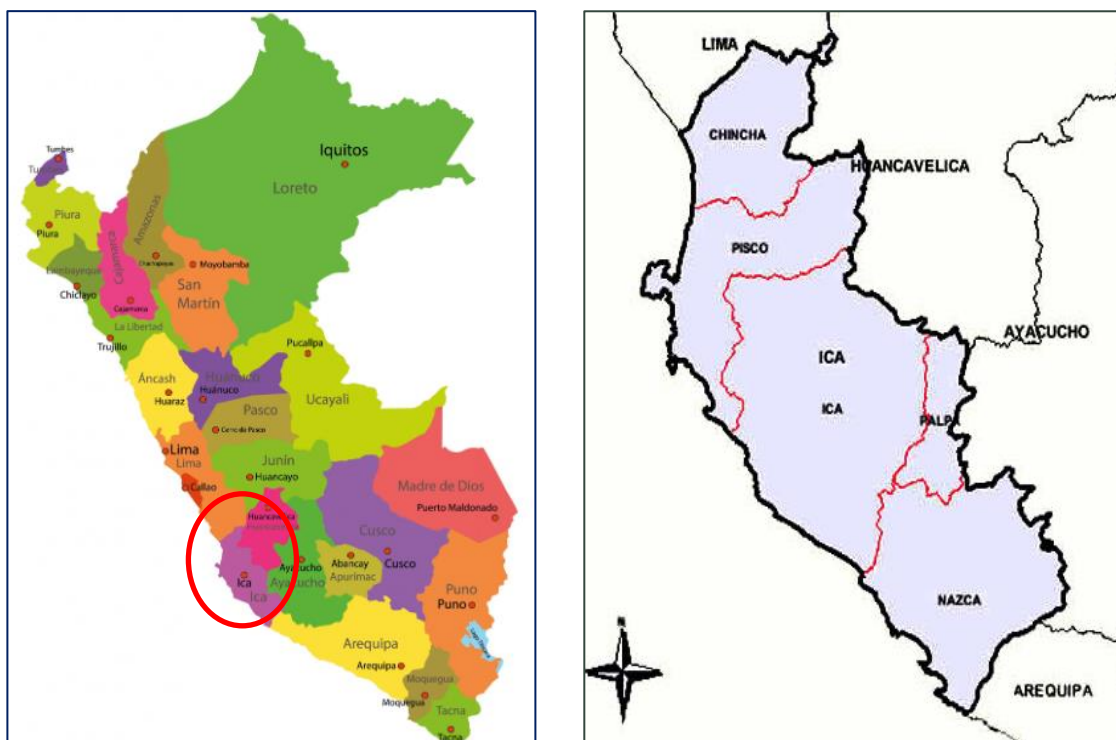 Tumbes
Piura
Piura
Lambayeque
Chiclayo
Cajamarca
Cajamarca
Amazonas
Moyobamba
San
Martín
Iquitos
Loreto
La Libertad
Trujillo
Áncash
Huaraz
Huánuco
Huánuco
Pucallpa
Ucayali
Pasco
Cerro de Pasco
Lima
Lima
Callao
Junín
Huancayo
Huancavelica
Madre de Dios
Puerto Maldonado
Cusco
Cusco
Ayacucho
Ayacucho
Abancay
Apurímac
Ica
Ica
Puno
Puno
Arequipa
Arequipa
Moquegua
Moquegua
Tacna
Tacna
LIMA
CHINCHA
HUANCAVELICA
PISCO
AYACUCHO
ICA
ICA
PALPA
NAZCA
N
AREQUIPA